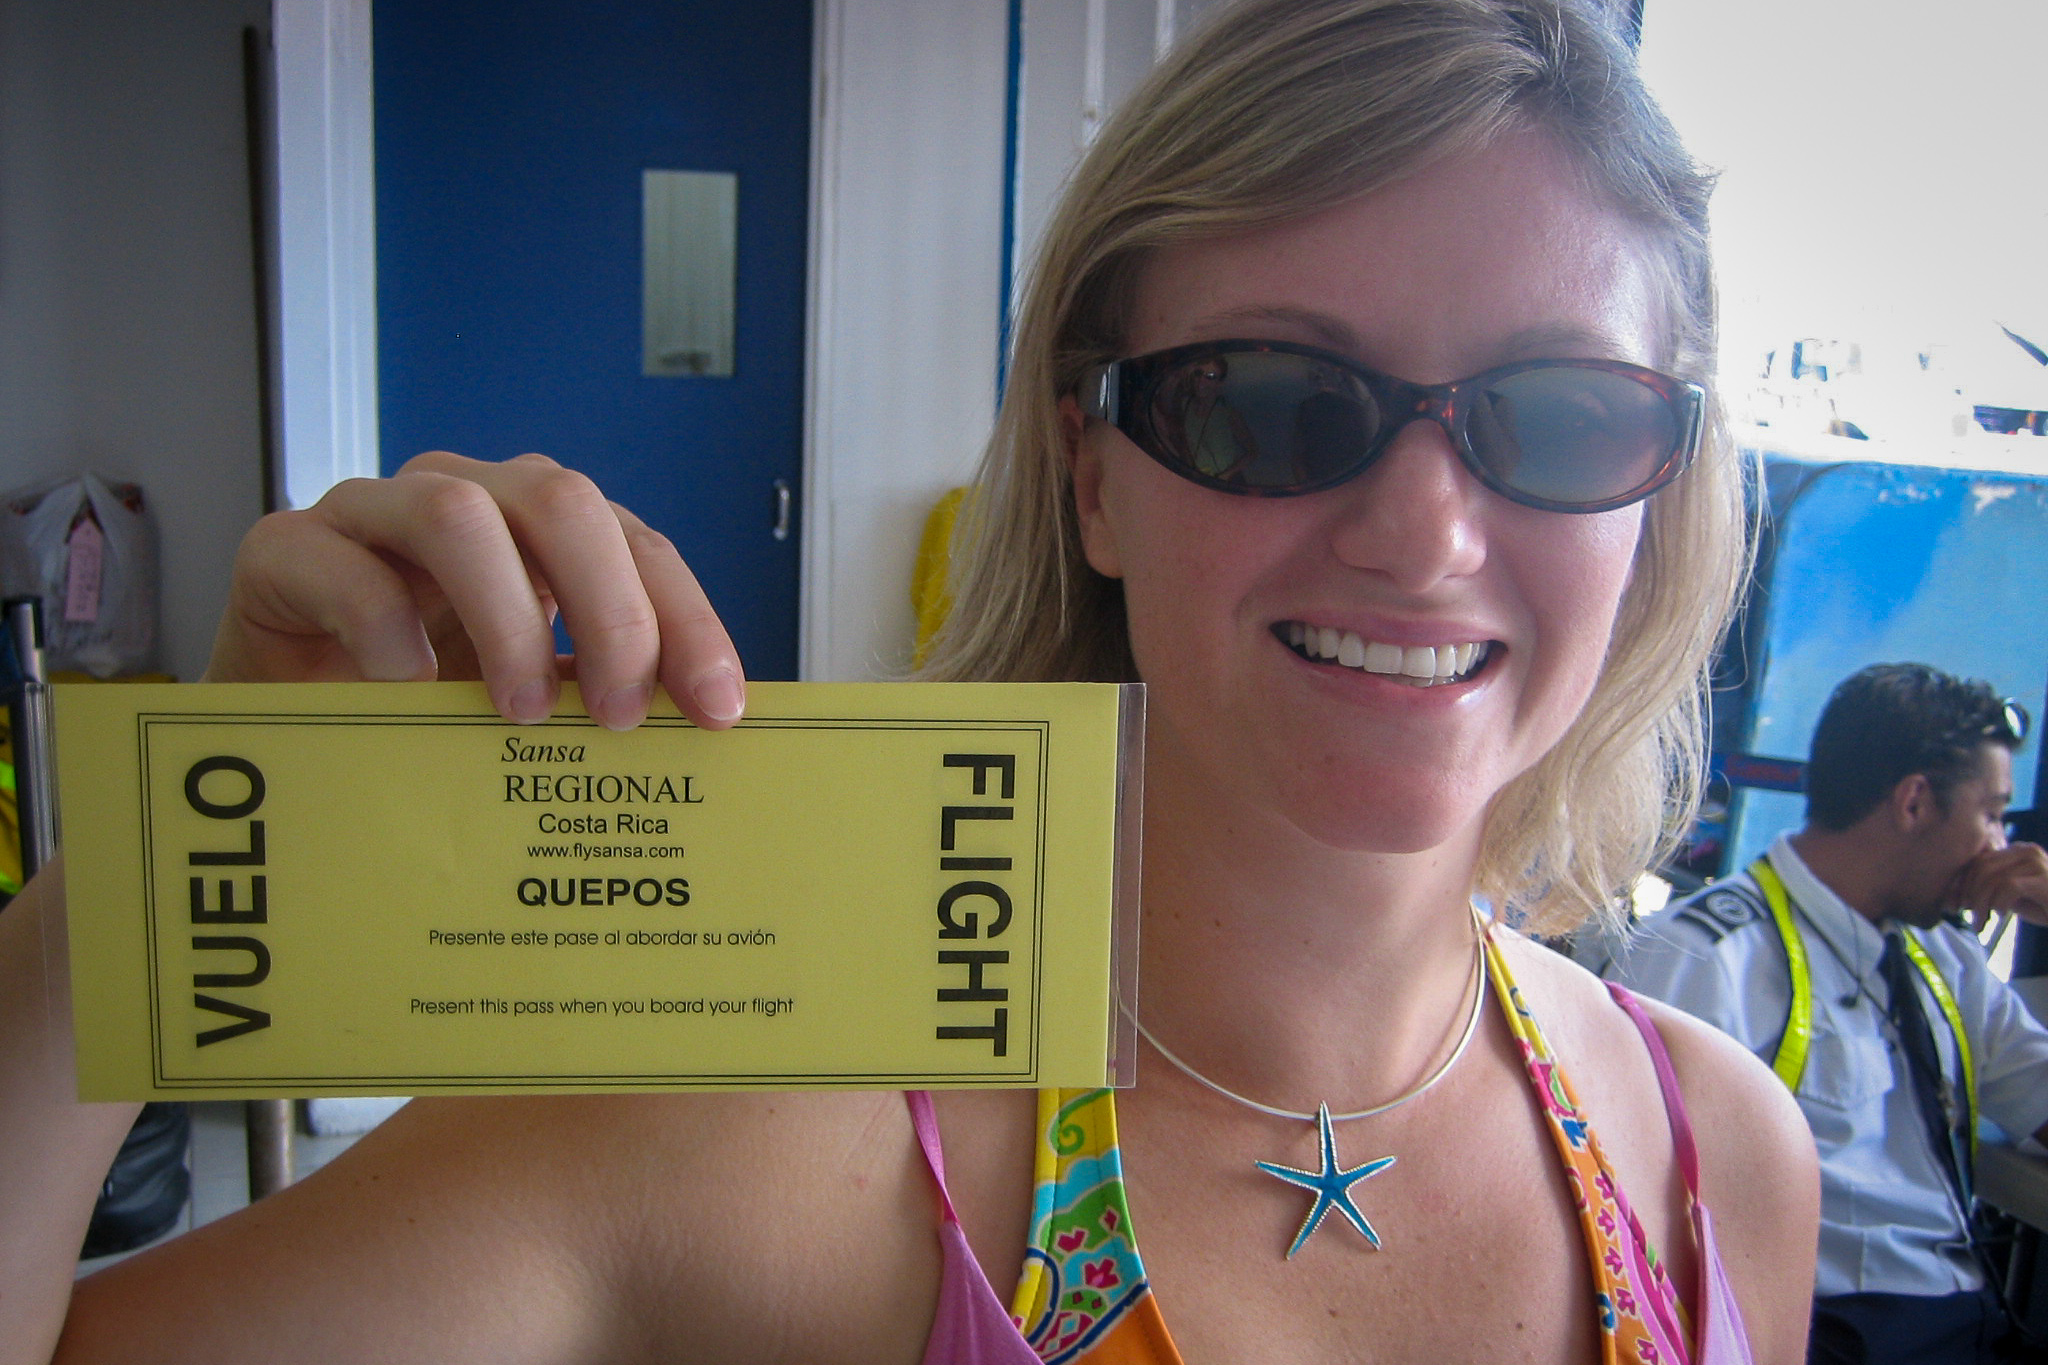 VUELO
Sansa
REGIONAL
Costa Rica
www.flysansa.com
QUEPOS
Presente este pase al abordar su avión
Present this pass when you board your flight
FLIGHT